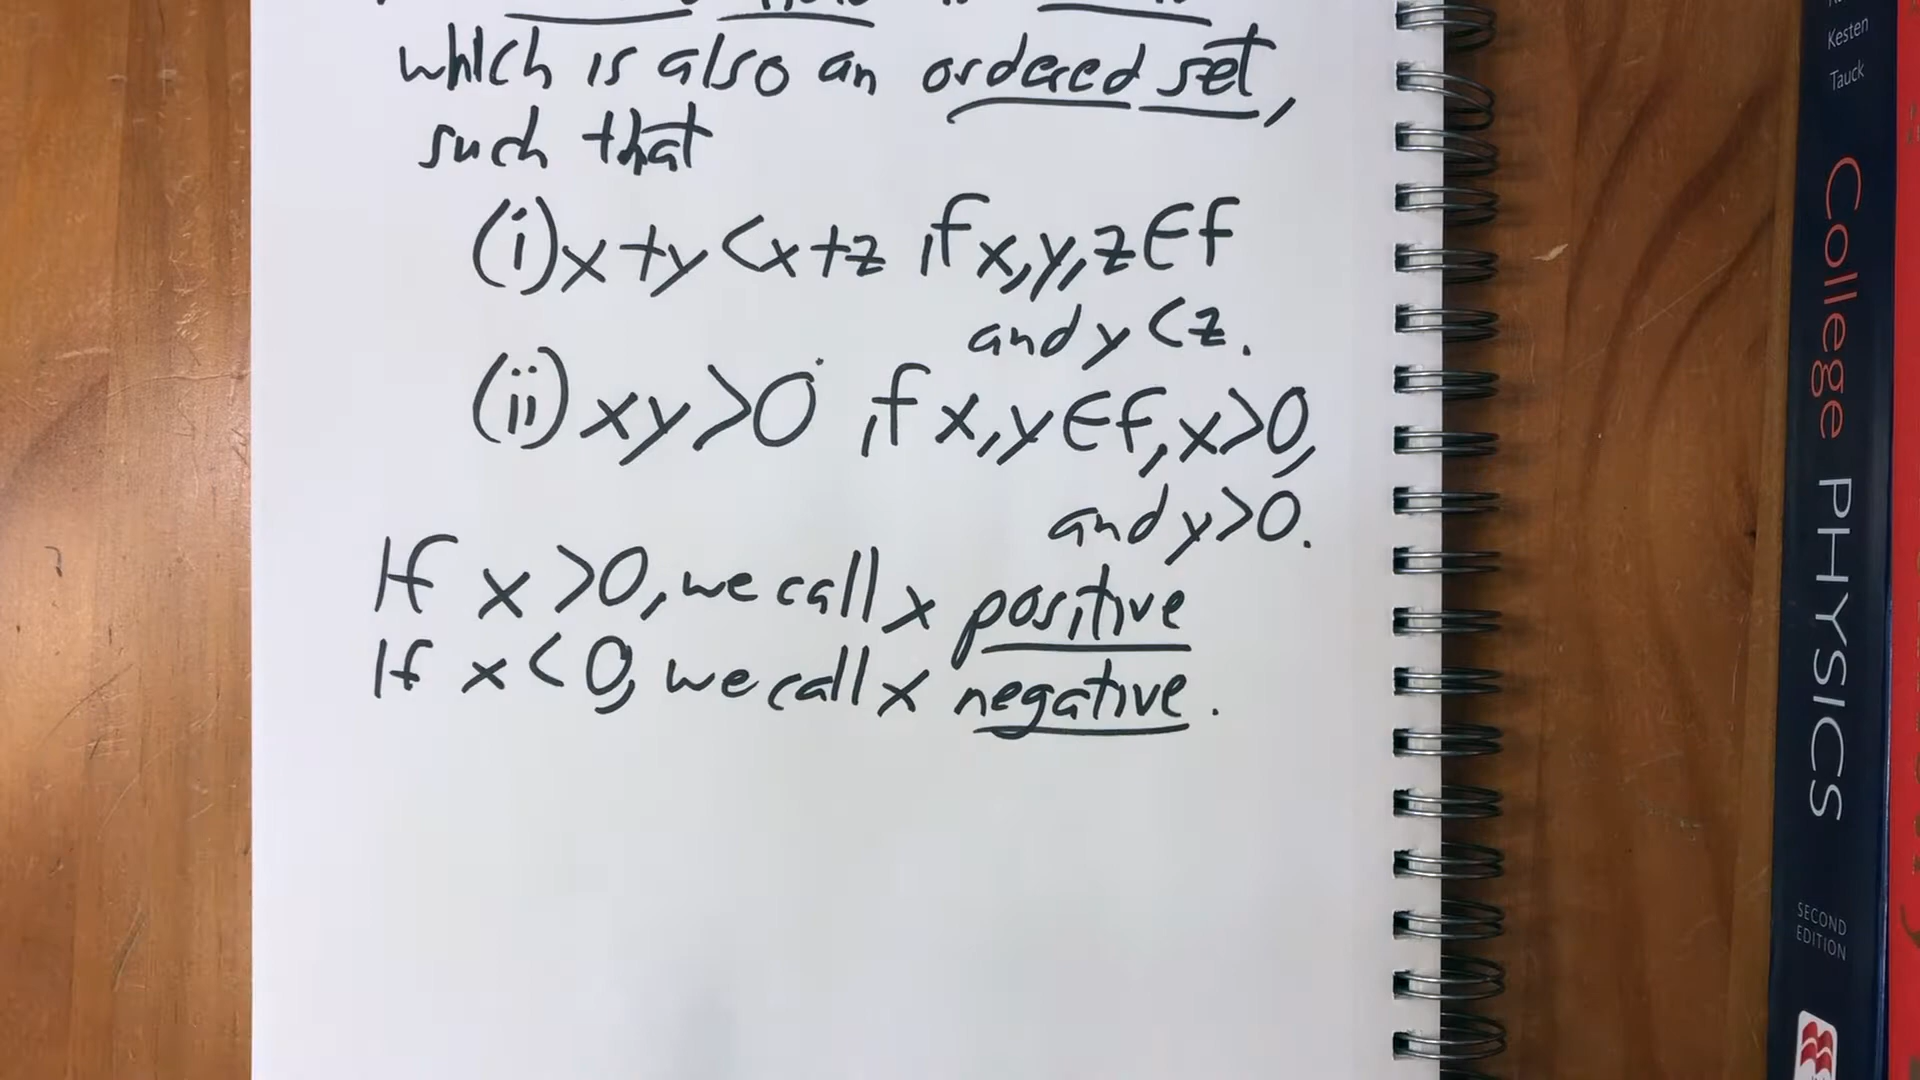 which is also an ordered set,
such that
(i) x+y<x+z if x,y,z∈F
and y<z.
(ii) xy>0 if x,y∈F, x>0,
and y>0.
If x>0, we call x positive
If x<0, we call x negative.
Kesten
Tauck
College PHYSICS
SECOND
EDITION